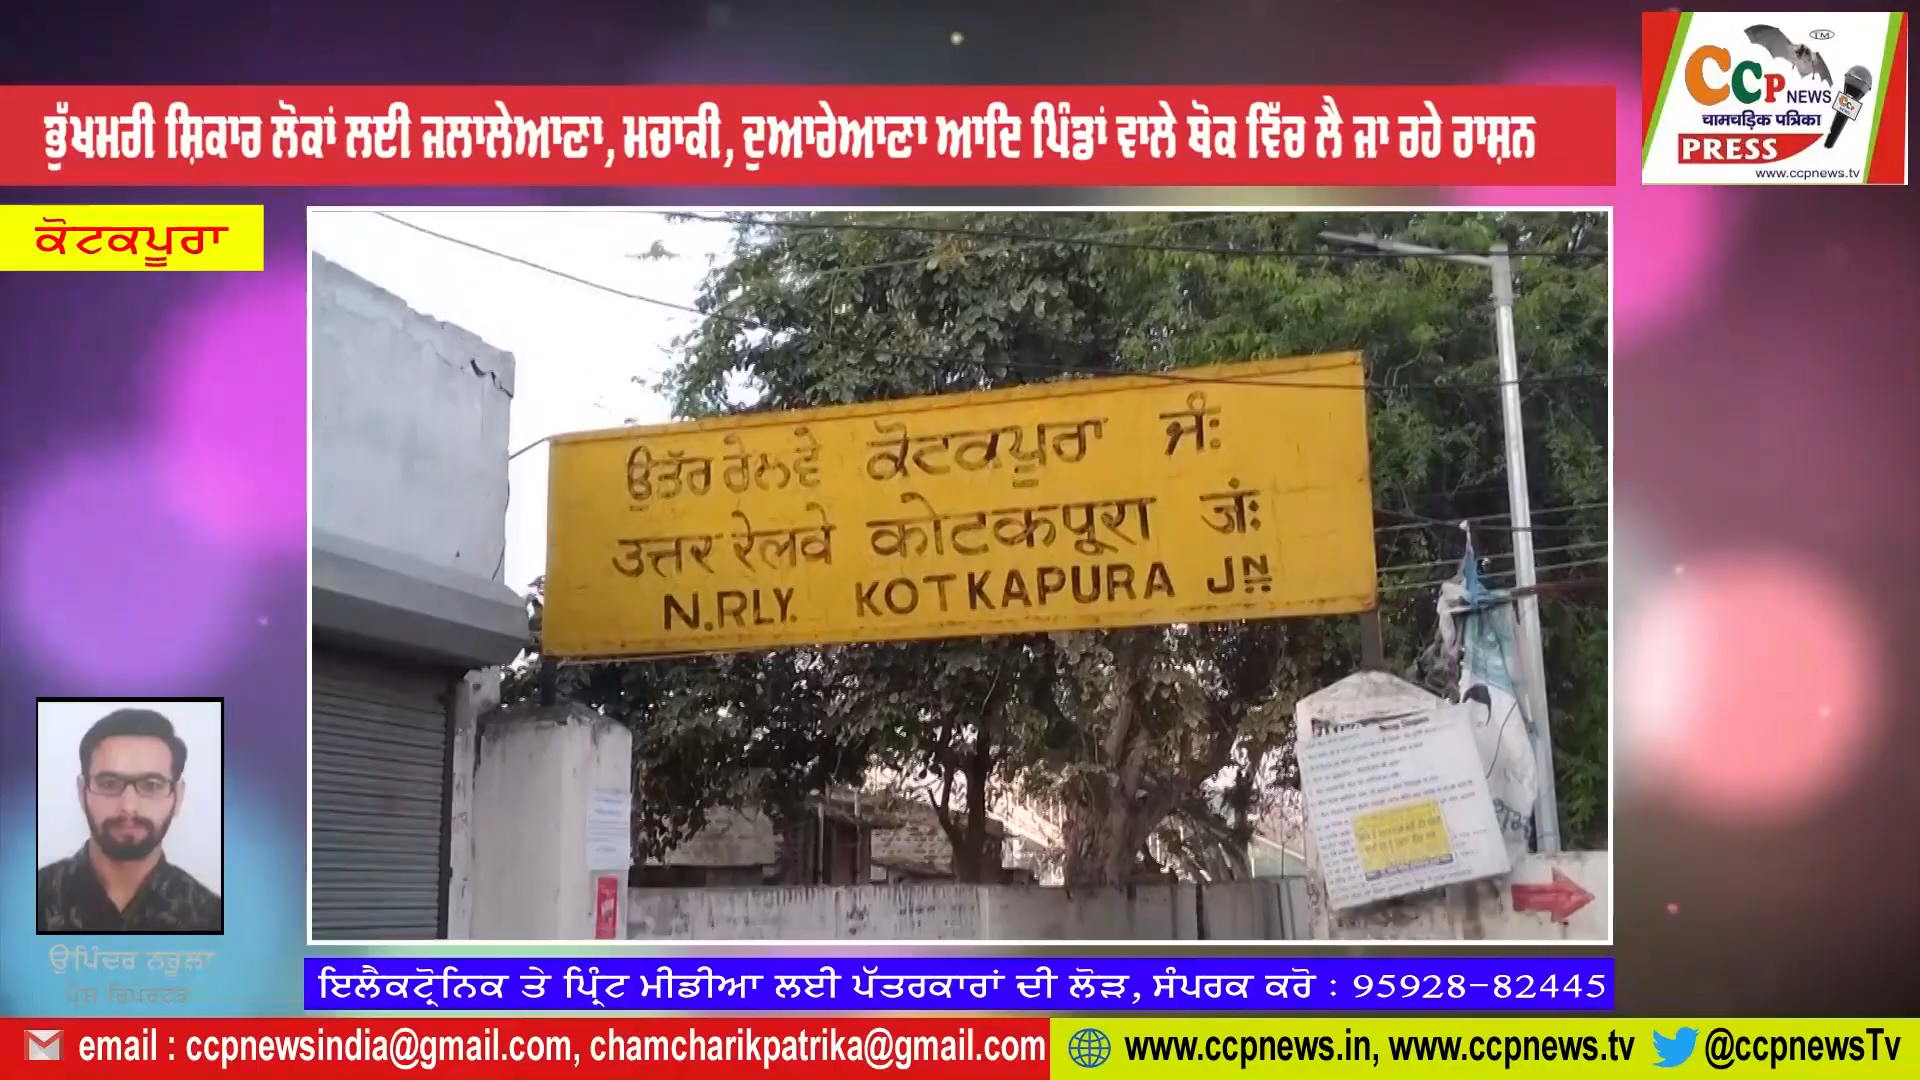 ਭੁੱਖਮਰੀ ਸ਼ਿਕਾਰ ਲੋਕਾਂ ਲਈ ਜਲਾਲੇਆਣਾ, ਮਚਾਕੀ, ਦੁਆਰੇਆਣਾ ਆਦਿ ਪਿੰਡਾਂ ਵਾਲੇ ਥੋਕ ਵਿੱਚ ਲੈ ਜਾ ਰਹੇ ਰਾਸ਼ਨ
CCP NEWS
TM
चामचड़िक पत्रिका
PRESS
www.ccpnews.tv
ਕੋਟਕਪੂਰਾ
ਉੱਤਰ ਰੇਲਵੇ ਕੋਟਕਪੂਰਾ ਜੰ:
उत्तर रेलवे कोटकपूरा जं:
N.RLY. KOTKAPURA JN
ਉਪਿੰਦਰ ਨਰੂਲਾ
ਪ੍ਰੈਸ ਰਿਪਰਟਰ
ਇਲੈਕਟ੍ਰੋਨਿਕ ਤੇ ਪ੍ਰਿੰਟ ਮੀਡੀਆ ਲਈ ਪੱਤਰਕਾਰਾਂ ਦੀ ਲੋੜ, ਸੰਪਰਕ ਕਰੋ : 95928-82445
email : ccpnewsindia@gmail.com, chamcharikpatrika@gmail.com
www.ccpnews.in, www.ccpnews.tv
@ccpnewsTv